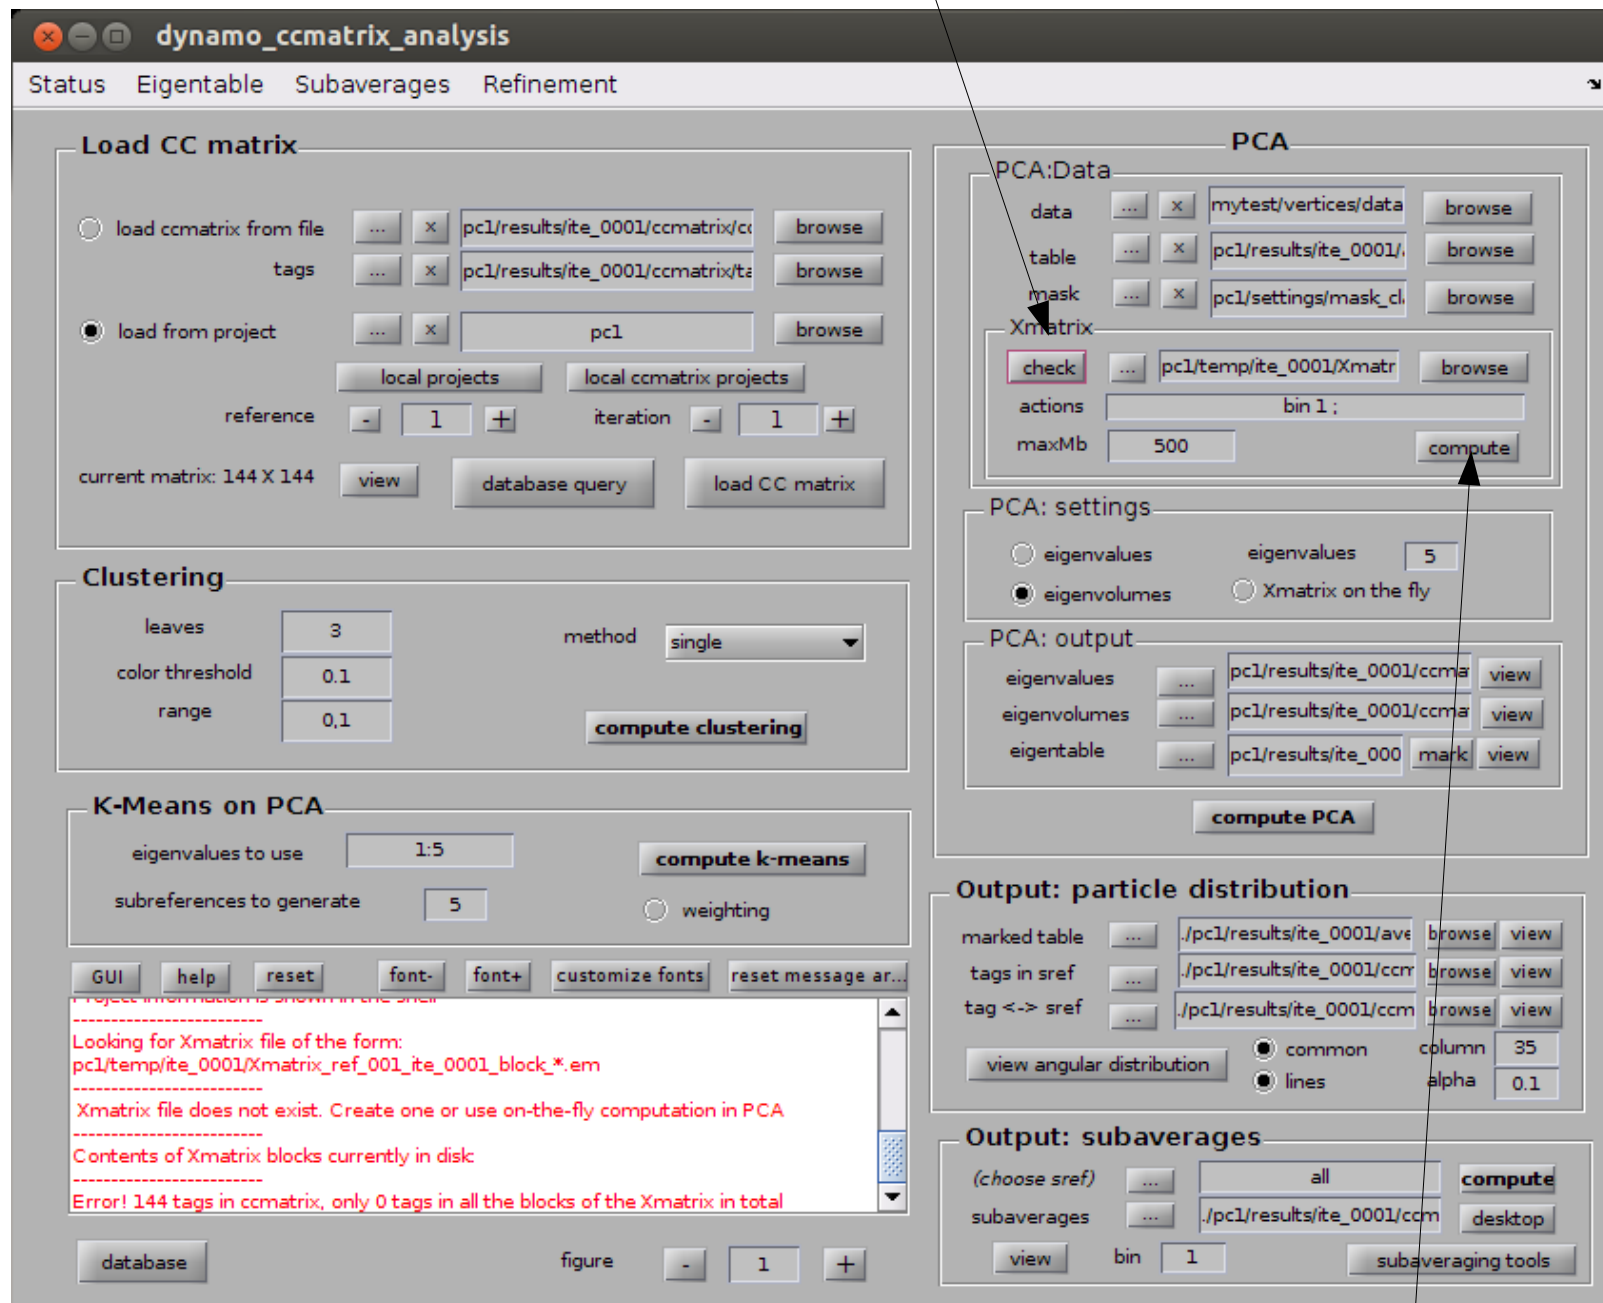 dynamo_ccmatrix_analysis
Status Eigentable Subaverages Refinement
Load CC matrix
load ccmatrix from file ... x pc1/results/ite_0001/ccmatrix/cc browse
tags ... x pc1/results/ite_0001/ccmatrix/ta browse
load from project ... x pc1 browse
local projects local ccmatrix projects
reference - 1 + iteration - 1 +
current matrix: 144 X 144 view database query load CC matrix
Clustering
leaves 3 method single
color threshold 0.1
range 0,1 compute clustering
K-Means on PCA
eigenvalues to use 1:5 compute k-means
subreferences to generate 5 weighting
GUI help reset font- font+ customize fonts reset message ar...
Project information is shown in the shell
-------------------------
Looking for Xmatrix file of the form:
pc1/temp/ite_0001/Xmatrix_ref_001_ite_0001_block_*.em
-------------------------
Xmatrix file does not exist. Create one or use on-the-fly computation in PCA
-------------------------
Contents of Xmatrix blocks currently in disk:
-------------------------
Error! 144 tags in ccmatrix, only 0 tags in all the blocks of the Xmatrix in total
database figure - 1 +
PCA
PCA:Data
data ... x mytest/vertices/data browse
table ... x pc1/results/ite_0001/. browse
mask ... x pc1/settings/mask_cl. browse
Xmatrix
check ... pc1/temp/ite_0001/Xmatr browse
actions bin 1 ;
maxMb 500 compute
PCA: settings
eigenvalues eigenvalues 5
eigenvolumes Xmatrix on the fly
PCA: output
eigenvalues ... pc1/results/ite_0001/ccma view
eigenvolumes ... pc1/results/ite_0001/ccma view
eigentable ... pc1/results/ite_000 mark view
compute PCA
Output: particle distribution
marked table ... ./pc1/results/ite_0001/ave browse view
tags in sref ... ./pc1/results/ite_0001/ccm browse view
tag <-> sref ... ./pc1/results/ite_0001/ccm browse view
view angular distribution common column 35
lines alpha 0.1
Output: subaverages
(choose sref) ... all compute
subaverages ... ./pc1/results/ite_0001/ccm desktop
view bin 1 subaveraging tools